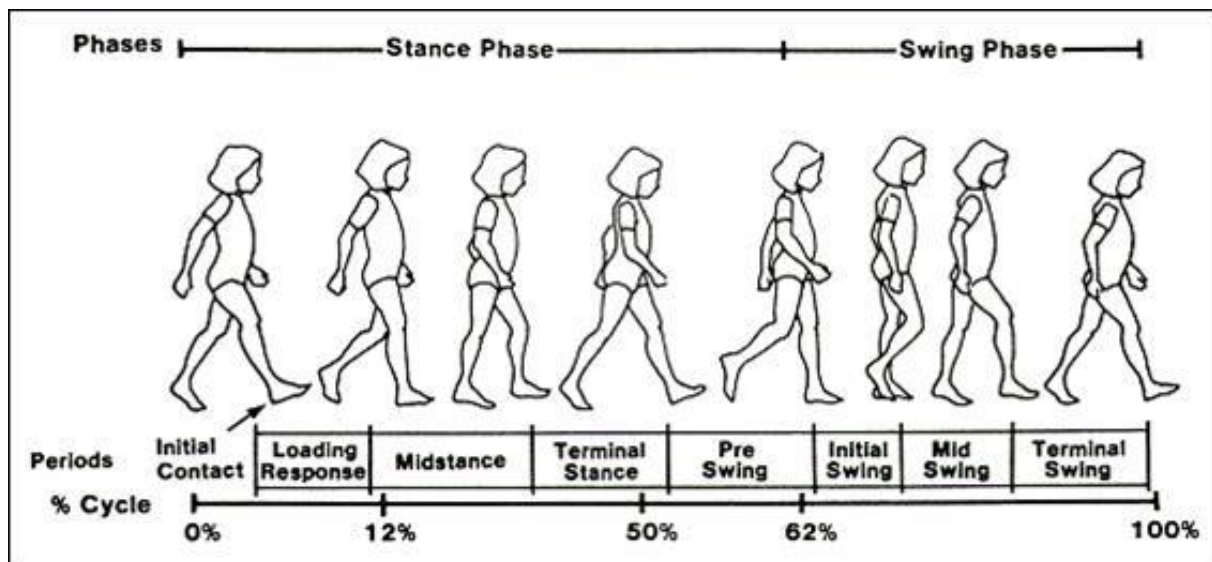 Phases
Stance Phase
Swing Phase
Periods
Initial
Contact
Loading
Response
Midstance
Terminal
Stance
Pre
Swing
Initial
Swing
Mid
Swing
Terminal
Swing
% Cycle
0%
12%
50%
62%
100%